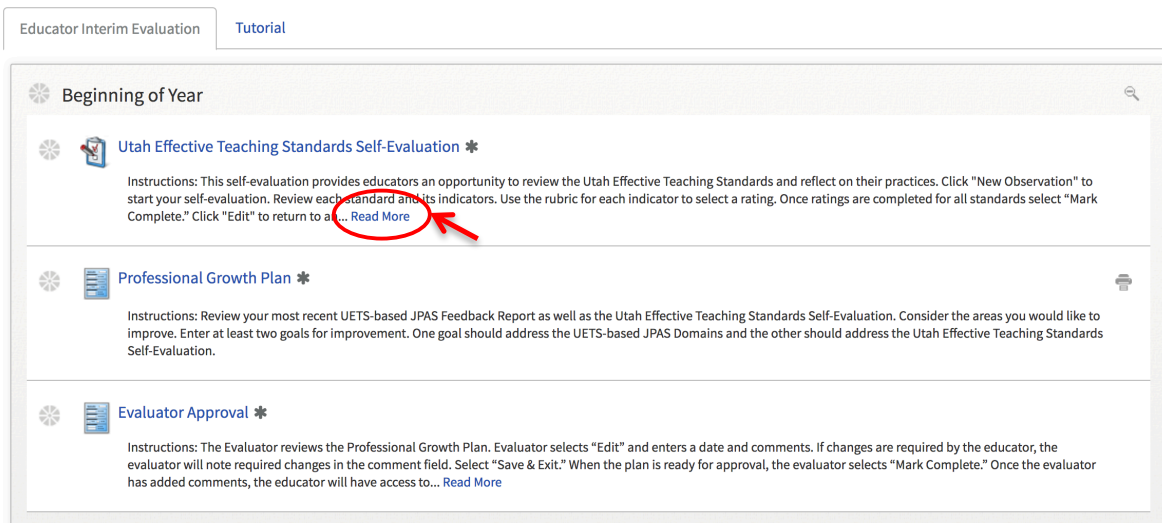 Educator Interim Evaluation
Tutorial
Beginning of Year
Utah Effective Teaching Standards Self-Evaluation ✱
Instructions: This self-evaluation provides educators an opportunity to review the Utah Effective Teaching Standards and reflect on their practices. Click "New Observation" to
start your self-evaluation. Review each standard and its indicators. Use the rubric for each indicator to select a rating. Once ratings are completed for all standards select “Mark
Complete.” Click "Edit" to return to an... Read More
Professional Growth Plan ✱
Instructions: Review your most recent UETS-based JPAS Feedback Report as well as the Utah Effective Teaching Standards Self-Evaluation. Consider the areas you would like to
improve. Enter at least two goals for improvement. One goal should address the UETS-based JPAS Domains and the other should address the Utah Effective Teaching Standards
Self-Evaluation.
Evaluator Approval ✱
Instructions: The Evaluator reviews the Professional Growth Plan. Evaluator selects “Edit” and enters a date and comments. If changes are required by the educator, the
evaluator will note required changes in the comment field. Select “Save & Exit.” When the plan is ready for approval, the evaluator selects “Mark Complete.” Once the evaluator
has added comments, the educator will have access to... Read More